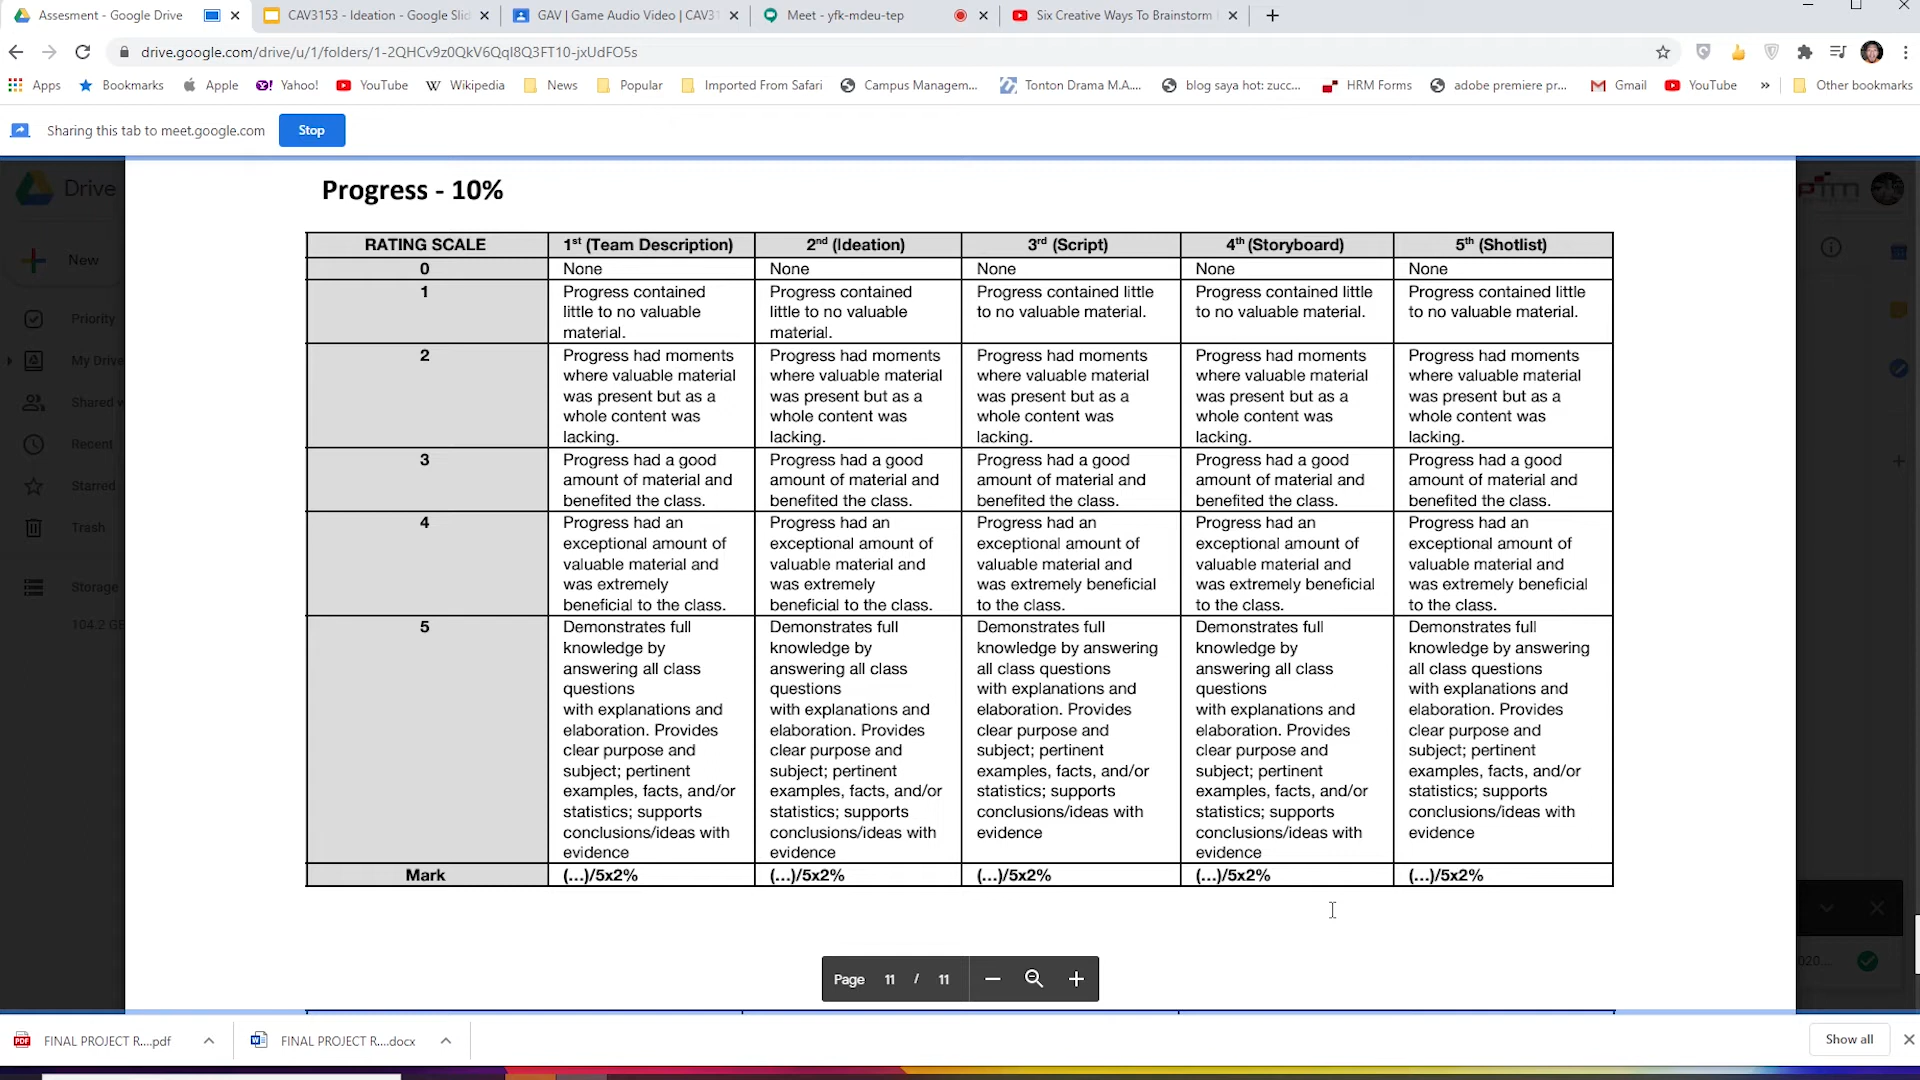 Assesment - Google Drive
CAV3153 - Ideation - Google Slid
GAV | Game Audio Video | CAV31
Meet - yfk-mdeu-tep
Six Creative Ways To Brainstorm
drive.google.com/drive/u/1/folders/1-2QHCv9z0QkV6QqI8Q3FT10-jxUdFO5s
Apps
Bookmarks
Apple
Yahoo!
YouTube
Wikipedia
News
Popular
Imported From Safari
Campus Managem...
Tonton Drama M.A....
blog saya hot: zucc...
HRM Forms
adobe premiere pr...
Gmail
YouTube
»
Other bookmarks
Sharing this tab to meet.google.com
Stop
Drive
New
Priority
My Drive
Shared w
Recent
Starred
Trash
Storage
104.2 GB
Progress - 10%
RATING SCALE
1st (Team Description)
2nd (Ideation)
3rd (Script)
4th (Storyboard)
5th (Shotlist)
0
None
None
None
None
None
1
Progress contained
little to no valuable
material.
Progress contained
little to no valuable
material.
Progress contained little
to no valuable material.
Progress contained little
to no valuable material.
Progress contained little
to no valuable material.
2
Progress had moments
where valuable material
was present but as a
whole content was
lacking.
Progress had moments
where valuable material
was present but as a
whole content was
lacking.
Progress had moments
where valuable material
was present but as a
whole content was
lacking.
Progress had moments
where valuable material
was present but as a
whole content was
lacking.
Progress had moments
where valuable material
was present but as a
whole content was
lacking.
3
Progress had a good
amount of material and
benefited the class.
Progress had a good
amount of material and
benefited the class.
Progress had a good
amount of material and
benefited the class.
Progress had a good
amount of material and
benefited the class.
Progress had a good
amount of material and
benefited the class.
4
Progress had an
exceptional amount of
valuable material and
was extremely
beneficial to the class.
Progress had an
exceptional amount of
valuable material and
was extremely
beneficial to the class.
Progress had an
exceptional amount of
valuable material and
was extremely beneficial
to the class.
Progress had an
exceptional amount of
valuable material and
was extremely beneficial
to the class.
Progress had an
exceptional amount of
valuable material and
was extremely beneficial
to the class.
5
Demonstrates full
knowledge by
answering all class
questions
with explanations and
elaboration. Provides
clear purpose and
subject; pertinent
examples, facts, and/or
statistics; supports
conclusions/ideas with
evidence
Demonstrates full
knowledge by
answering all class
questions
with explanations and
elaboration. Provides
clear purpose and
subject; pertinent
examples, facts, and/or
statistics; supports
conclusions/ideas with
evidence
Demonstrates full
knowledge by answering
all class questions
with explanations and
elaboration. Provides
clear purpose and
subject; pertinent
examples, facts, and/or
statistics; supports
conclusions/ideas with
evidence
Demonstrates full
knowledge by
answering all class
questions
with explanations and
elaboration. Provides
clear purpose and
subject; pertinent
examples, facts, and/or
statistics; supports
conclusions/ideas with
evidence
Demonstrates full
knowledge by answering
all class questions
with explanations and
elaboration. Provides
clear purpose and
subject; pertinent
examples, facts, and/or
statistics; supports
conclusions/ideas with
evidence
Mark
(...)/5x2%
(...)/5x2%
(...)/5x2%
(...)/5x2%
(...)/5x2%
Page 11 / 11
FINAL PROJECT R....pdf
FINAL PROJECT R....docx
Show all